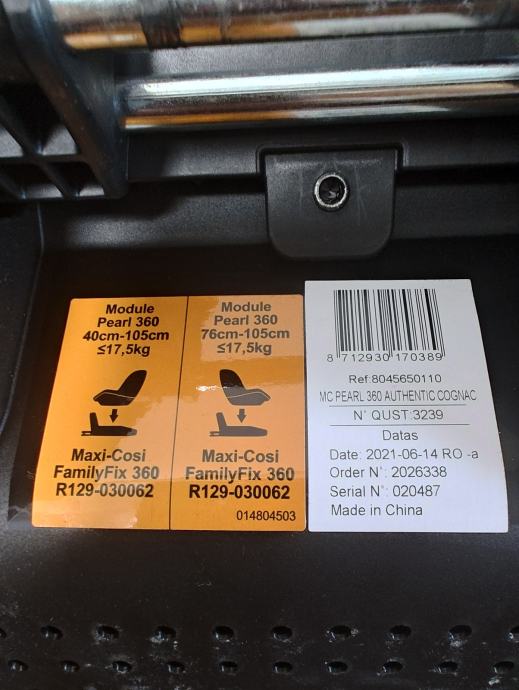 Module
Pearl 360
40cm-105cm
≤17,5kg
Maxi-Cosi
FamilyFix 360
R129-030062
Module
Pearl 360
76cm-105cm
≤17,5kg
Maxi-Cosi
FamilyFix 360
R129-030062
014804503
8 712930 170389
Ref:8045650110
MC PEARL 360 AUTHENTIC COGNAC
N° QUST:3239
Datas
Date: 2021-06-14 RO -a
Order N°: 2026338
Serial N°: 020487
Made in China